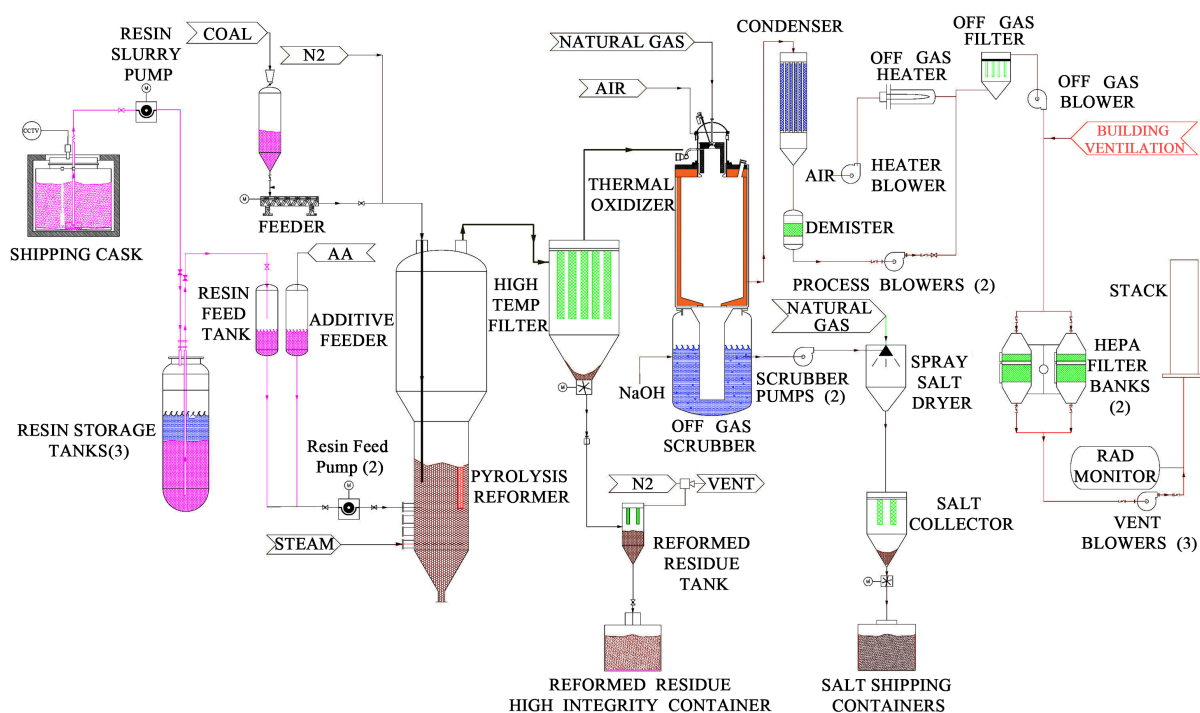 RESIN
SLURRY
PUMP
M
CCTV
SHIPPING CASK
COAL
N2
M
FEEDER
AA
RESIN
FEED
TANK
ADDITIVE
FEEDER
RESIN STORAGE
TANKS(3)
Resin Feed
Pump (2)
M
STEAM
PYROLYSIS
REFORMER
HIGH
TEMP
FILTER
M
NATURAL GAS
AIR
THERMAL
OXIDIZER
NaOH
OFF GAS
SCRUBBER
N2
VENT
REFORMED
RESIDUE
TANK
REFORMED RESIDUE
HIGH INTEGRITY CONTAINER
CONDENSER
DEMISTER
PROCESS BLOWERS (2)
OFF GAS
HEATER
AIR
HEATER
BLOWER
OFF GAS
FILTER
OFF GAS
BLOWER
BUILDING
VENTILATION
NATURAL
GAS
SCRUBBER
PUMPS (2)
SPRAY
SALT
DRYER
SALT
COLLECTOR
M
SALT SHIPPING
CONTAINERS
HEPA
FILTER
BANKS
(2)
STACK
RAD
MONITOR
VENT
BLOWERS (3)